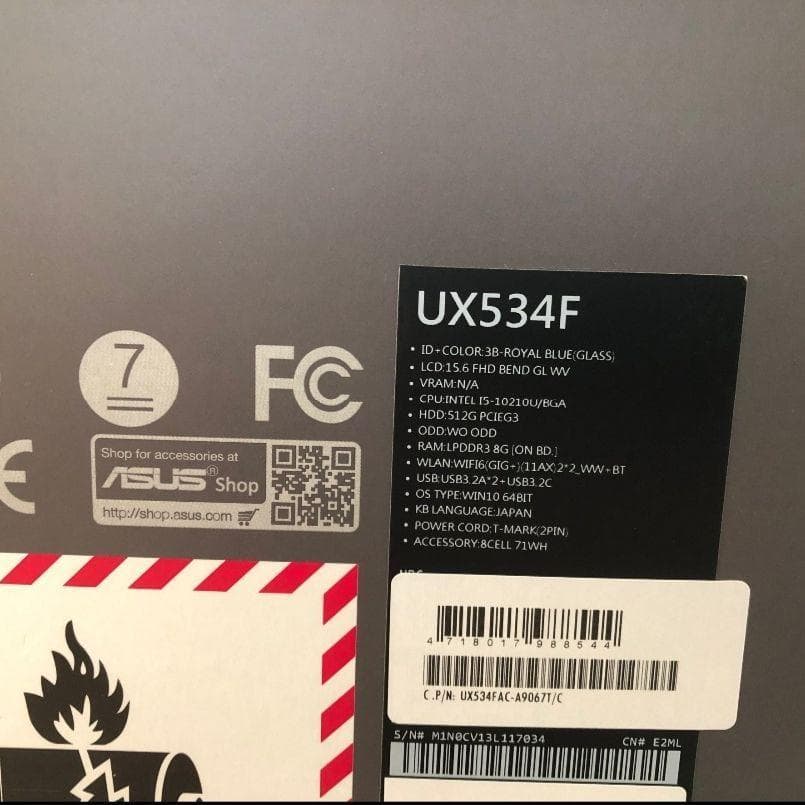 UX534F
• ID+COLOR:3B-ROYAL BLUE(GLASS)
• LCD:15.6 FHD BEND GL WV
• VRAM:N/A
• CPU:INTEL I5-10210U/BGA
• HDD:512G PCIEG3
• ODD:WO ODD
• RAM:LPDDR3 8G [ON BD.]
• WLAN:WIFI6(GIG+)(11AX)2*2_WW+BT
• USB:USB3.2A*2+USB3.2C
• OS TYPE:WIN10 64BIT
• KB LANGUAGE:JAPAN
• POWER CORD:T-MARK(2PIN)
• ACCESSORY:8CELL 71WH
4 718017 988544
C.P/N: UX534FAC-A9067T/C
S/N# M1N0CV13L117034 CN# E2ML
7
FC
CE
Shop for accessories at
ASUS® Shop
http://shop.asus.com